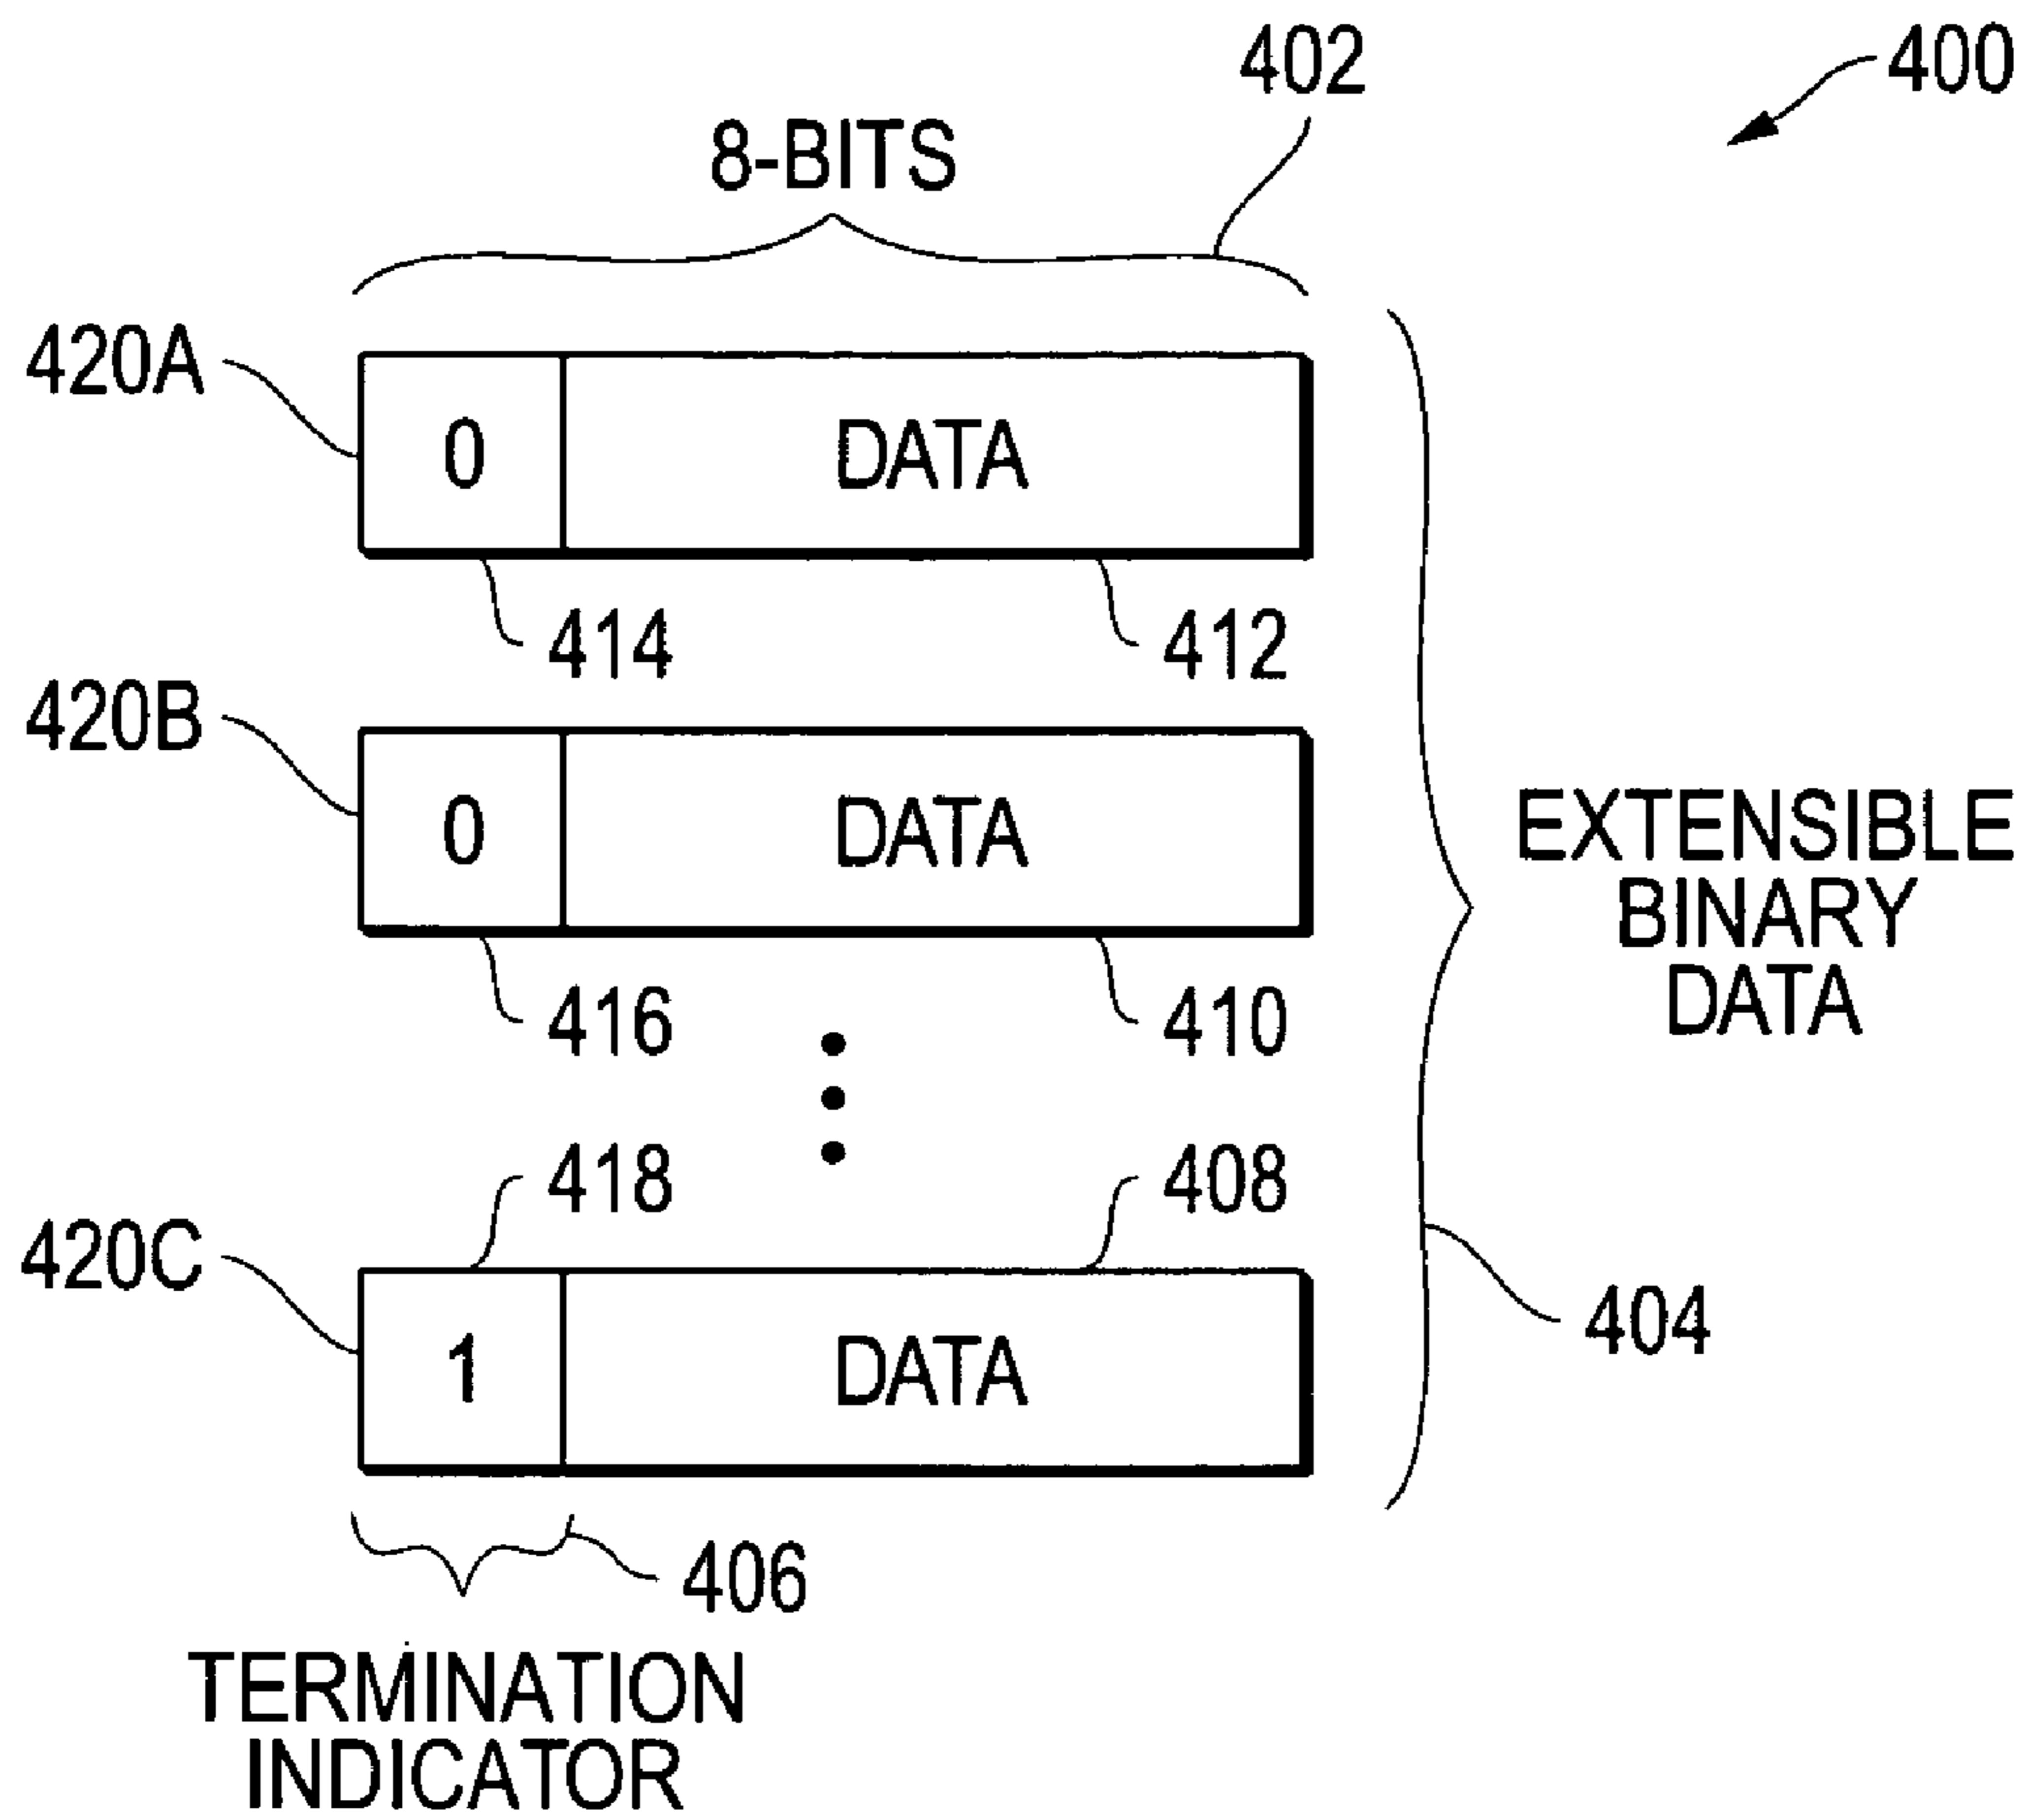 402
400
8-BITS
420A
0 DATA
414 412
420B
0 DATA
EXTENSIBLE
BINARY
DATA
416 410
418 408
420C
1 DATA
404
406
TERMINATION
INDICATOR